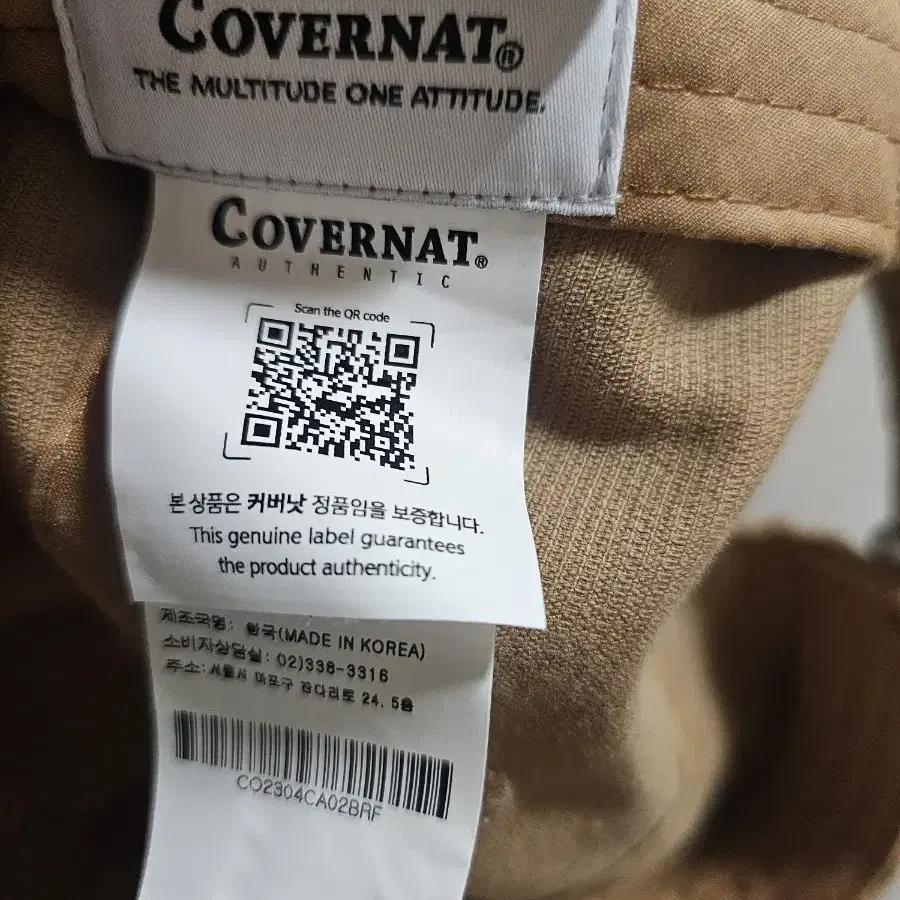 COVERNAT®
THE MULTITUDE ONE ATTITUDE.
COVERNAT®
AUTHENTIC
Scan the QR code
본 상품은 커버낫 정품임을 보증합니다.
This genuine label guarantees
the product authenticity.
제조국명: 한국(MADE IN KOREA)
소비자상담실: 02)338-3316
주소: 서울시 마포구 잔다리로 24, 5층
CO2304CA02BRF